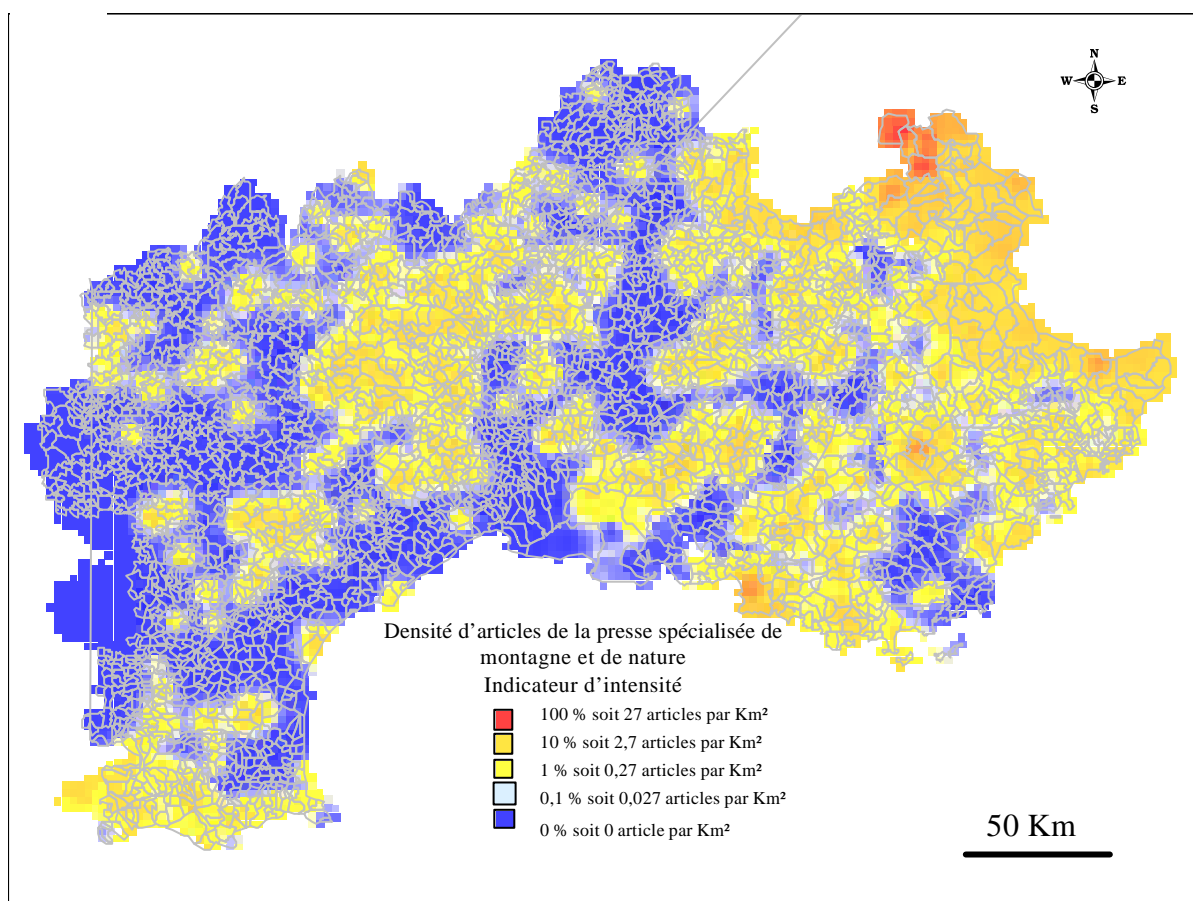 N
W E
S
Densité d'articles de la presse spécialisée de
montagne et de nature
Indicateur d'intensité
100 % soit 27 articles par Km²
10 % soit 2,7 articles par Km²
1 % soit 0,27 articles par Km²
0,1 % soit 0,027 articles par Km²
0 % soit 0 article par Km²
50 Km